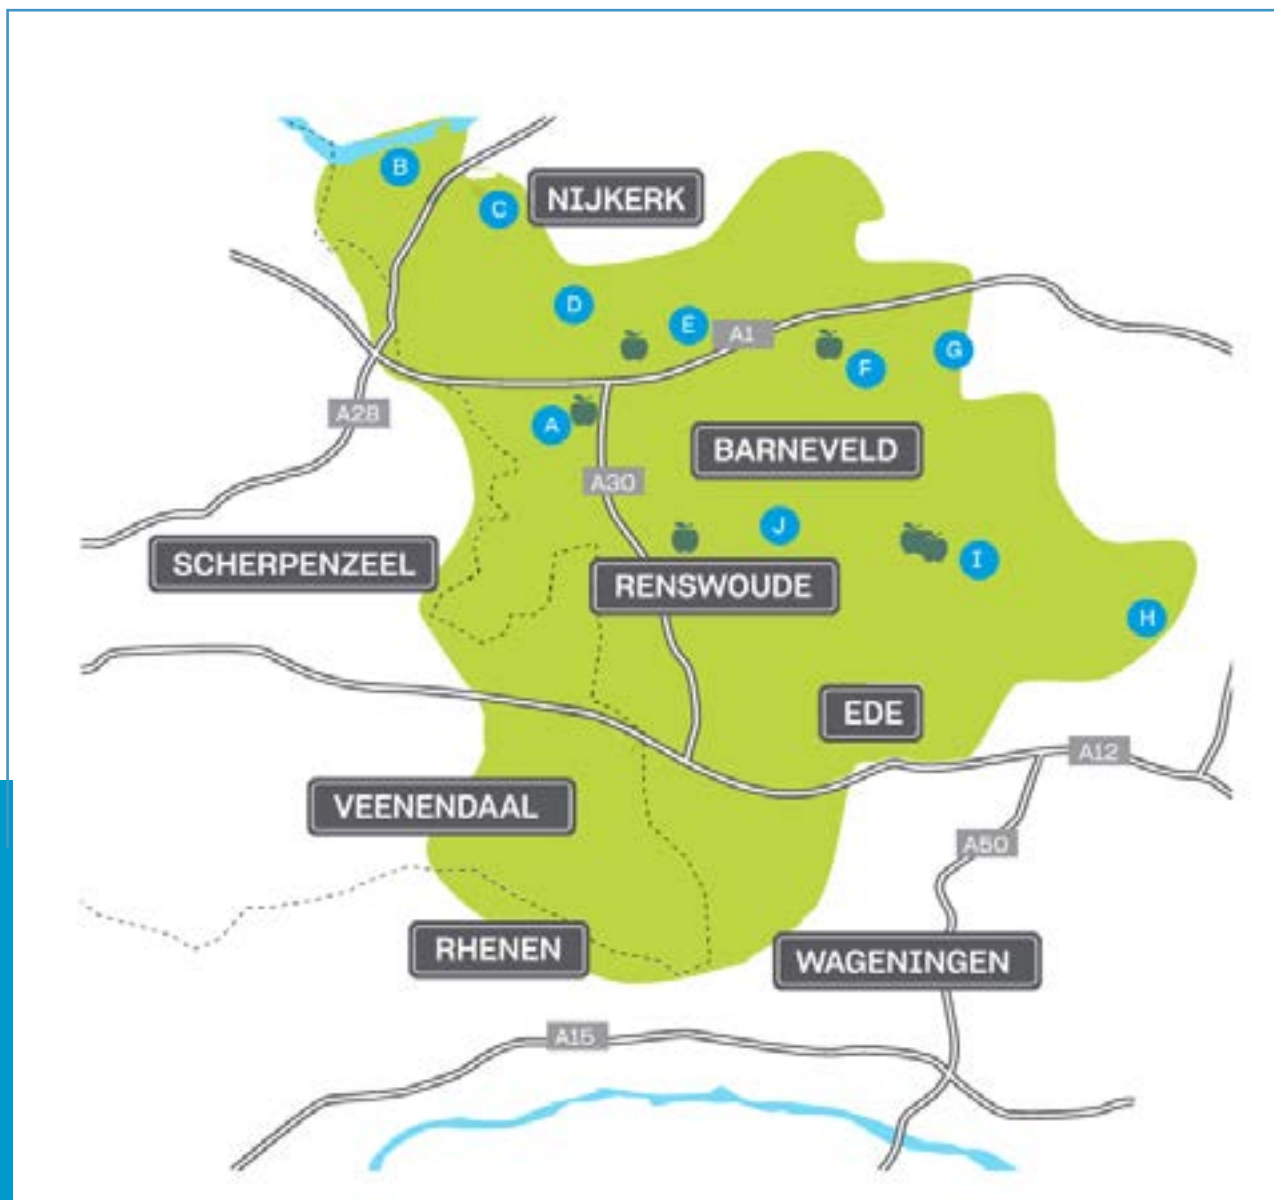 B
C
NIJKERK
D
E
A1
F
G
A28
A
BARNEVELD
A30
J
SCHERPENZEEL
RENSWOUDE
I
H
EDE
A12
VEENENDAAL
A50
RHENEN
WAGENINGEN
A15